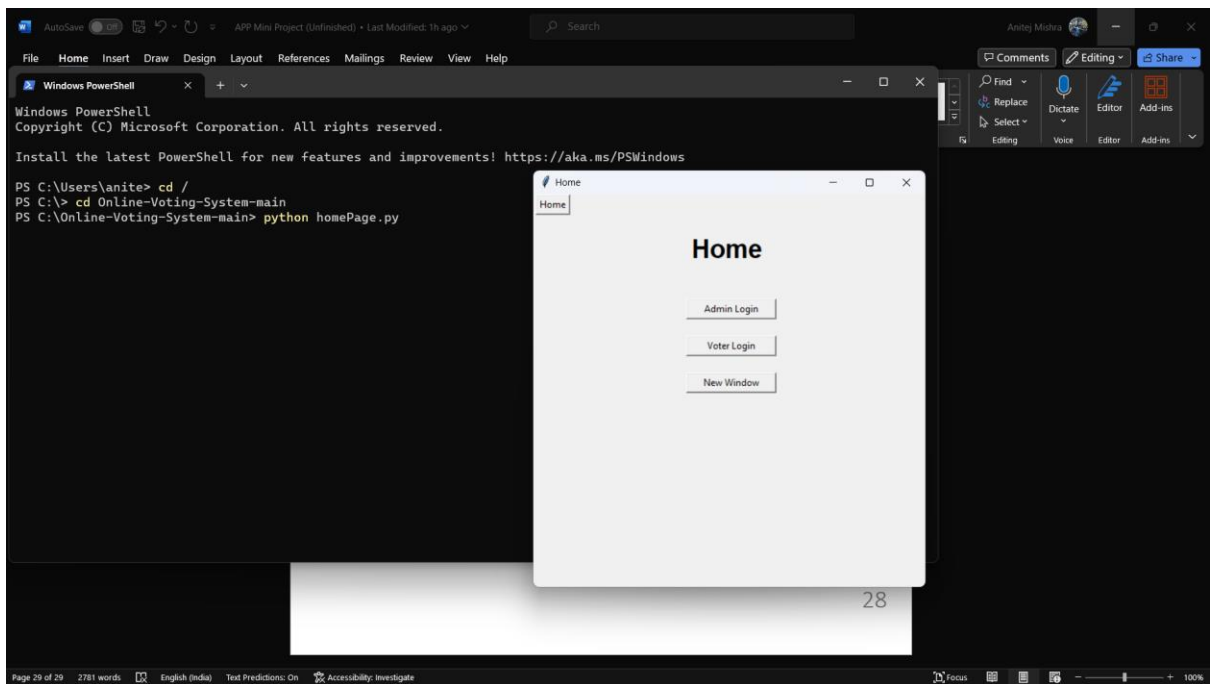 AutoSave Off APP Mini Project (Unfinished) • Last Modified: 1h ago Search Anitej Mishra
File Home Insert Draw Design Layout References Mailings Review View Help Comments Editing Share
Windows PowerShell
Find
Replace
Select
Dictate
Editor
Add-ins
Editing Voice Editor Add-ins
Windows PowerShell
Copyright (C) Microsoft Corporation. All rights reserved.
Install the latest PowerShell for new features and improvements! https://aka.ms/PSWindows
PS C:\Users\anite> cd /
PS C:\> cd Online-Voting-System-main
PS C:\Online-Voting-System-main> python homePage.py
Home
Home
Home
Admin Login
Voter Login
New Window
28
Page 29 of 29 2781 words English (India) Text Predictions: On Accessibility: Investigate Focus 100%